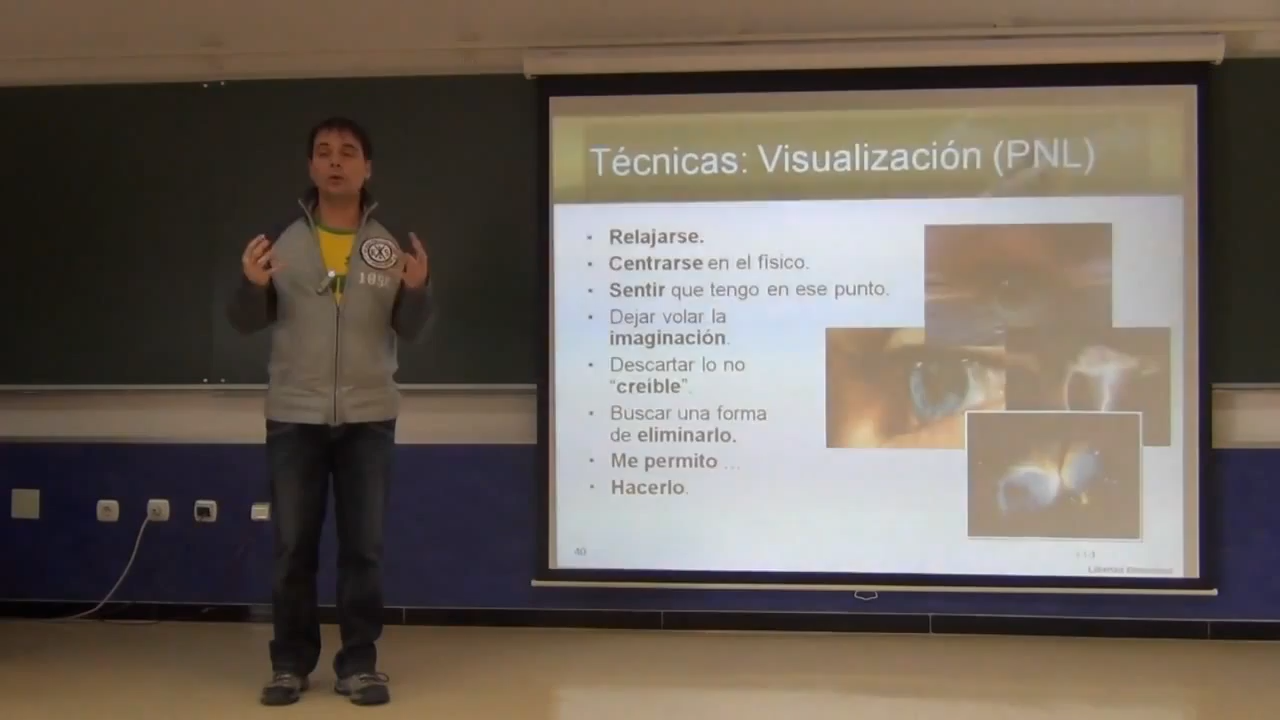 Técnicas: Visualización (PNL)
• Relajarse.
• Centrarse en el físico.
• Sentir que tengo en ese punto.
• Dejar volar la
imaginación.
• Descartar lo no
“creíble”.
• Buscar una forma
de eliminarlo.
• Me permito …
• Hacerlo.
40